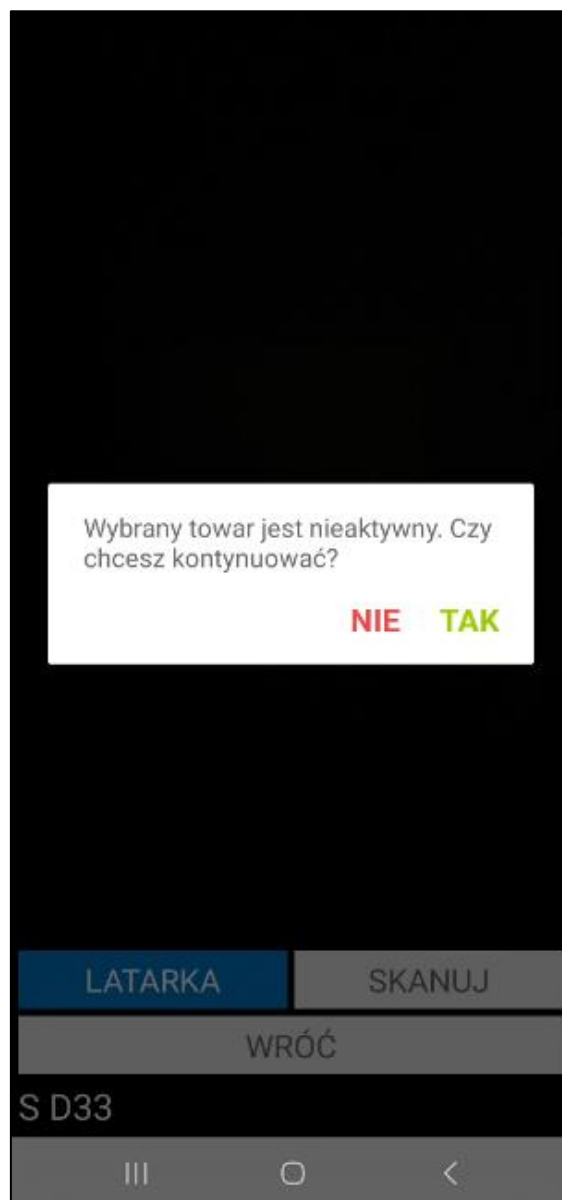 Wybrany towar jest nieaktywny. Czy
chcesz kontynuować?
NIE TAK
LATARKA SKANUJ
WRÓĆ
S D33